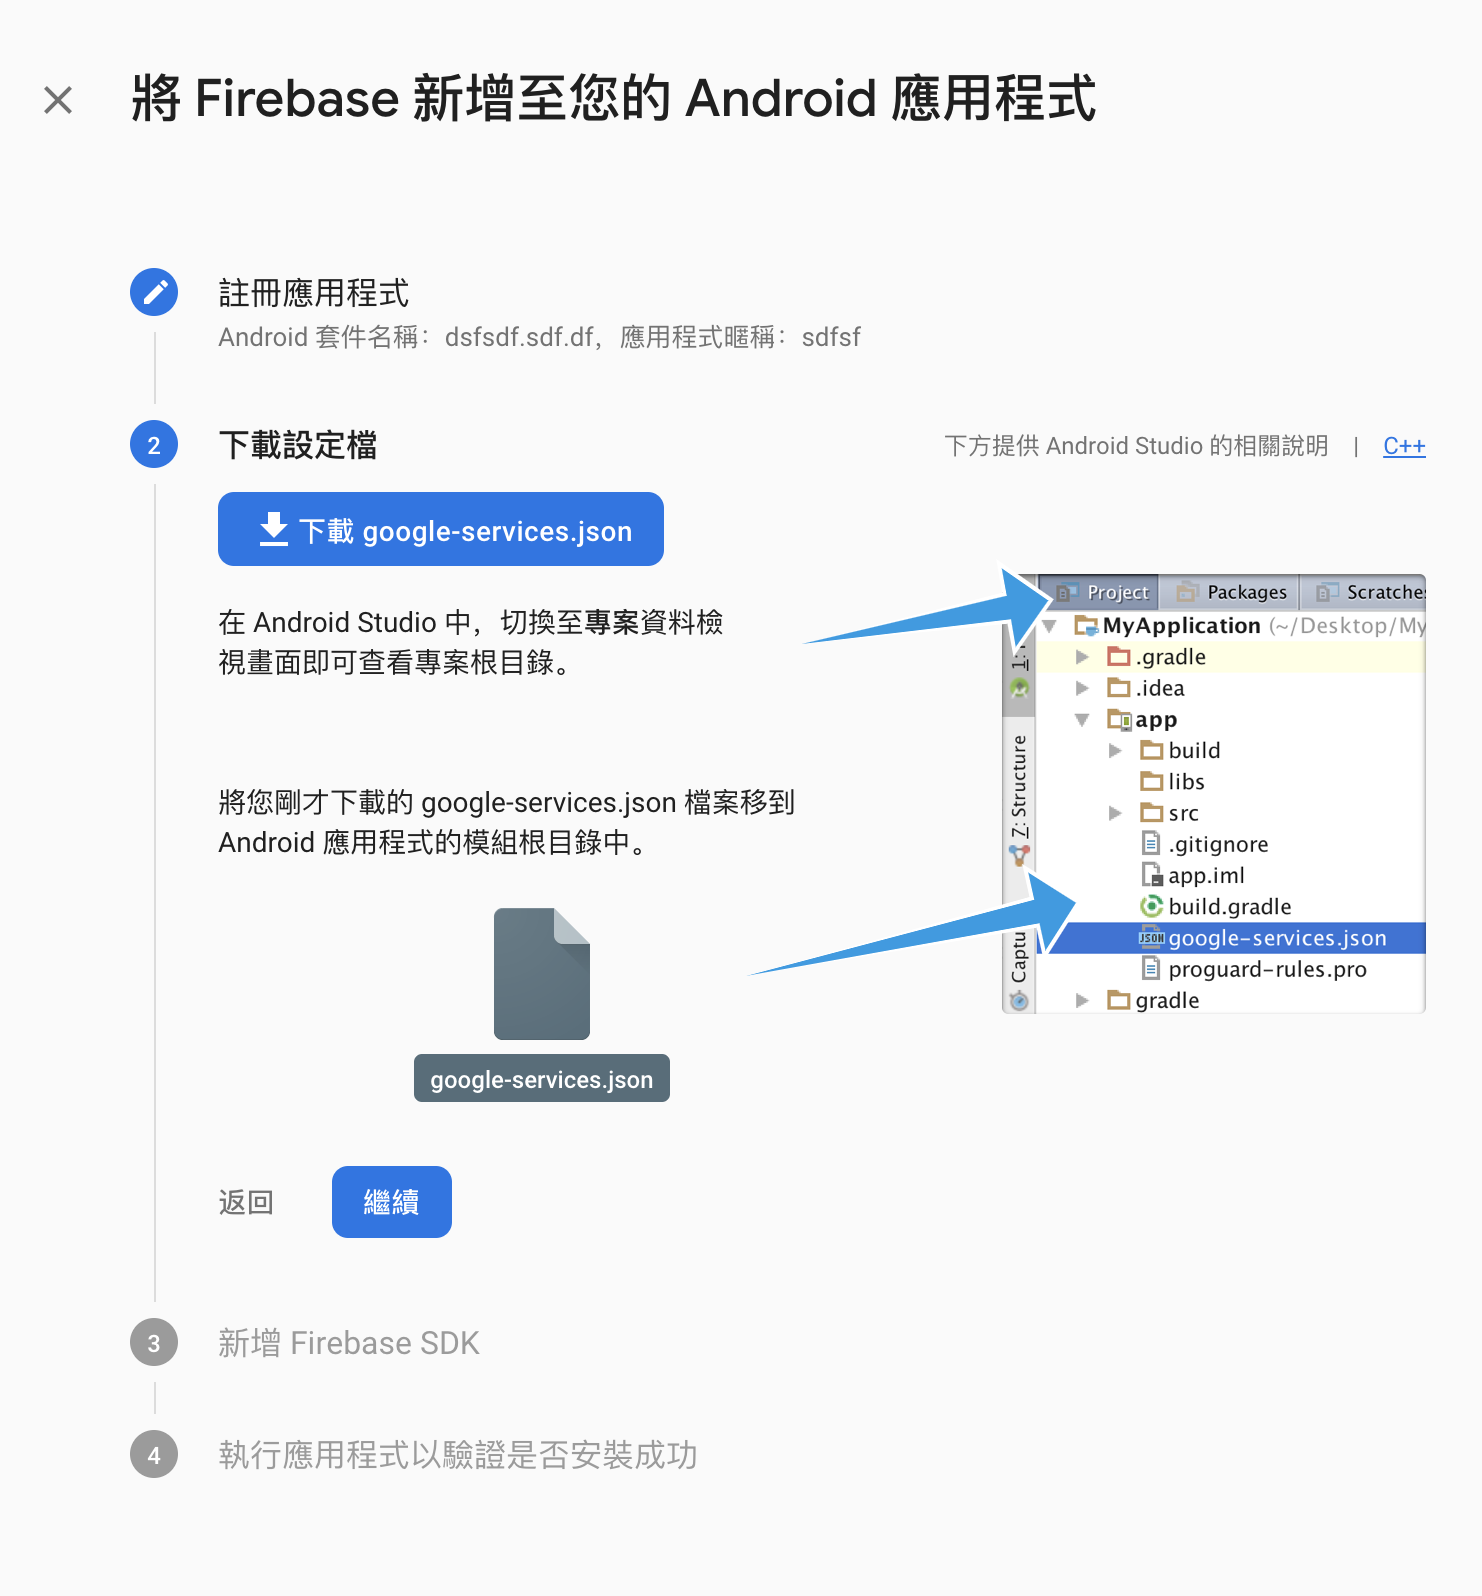 將 Firebase 新增至您的 Android 應用程式
註冊應用程式
Android 套件名稱：dsfsdf.sdf.df，應用程式暱稱：sdfsf
2
下載設定檔
下方提供 Android Studio 的相關說明 | C++
下載 google-services.json
在 Android Studio 中，切換至專案資料檢
視畫面即可查看專案根目錄。
將您剛才下載的 google-services.json 檔案移到
Android 應用程式的模組根目錄中。
google-services.json
Project
Packages
Scratches
MyApplication (~/Desktop/My
.gradle
.idea
app
build
libs
src
.gitignore
app.iml
build.gradle
JSON
google-services.json
proguard-rules.pro
gradle
1:
7: Structure
Captu
返回
繼續
3
新增 Firebase SDK
4
執行應用程式以驗證是否安裝成功